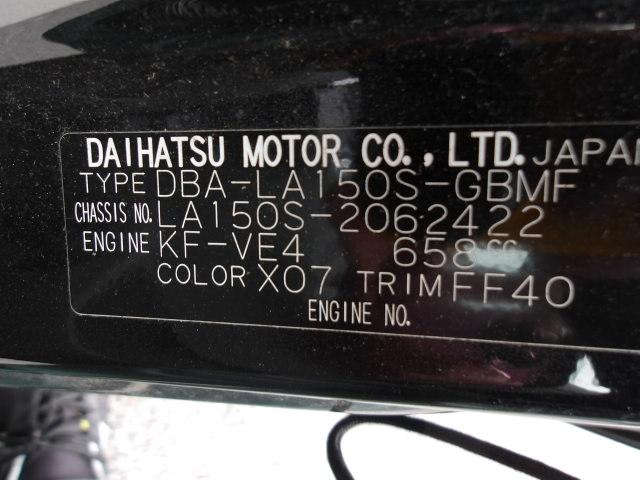 DAIHATSU MOTOR CO., LTD. JAPAN
TYPE DBA-LA150S-GBMF
CHASSIS NO. LA150S-2062422
ENGINE KF-VE4 658cc
COLOR X07 TRIM FF40
ENGINE NO.